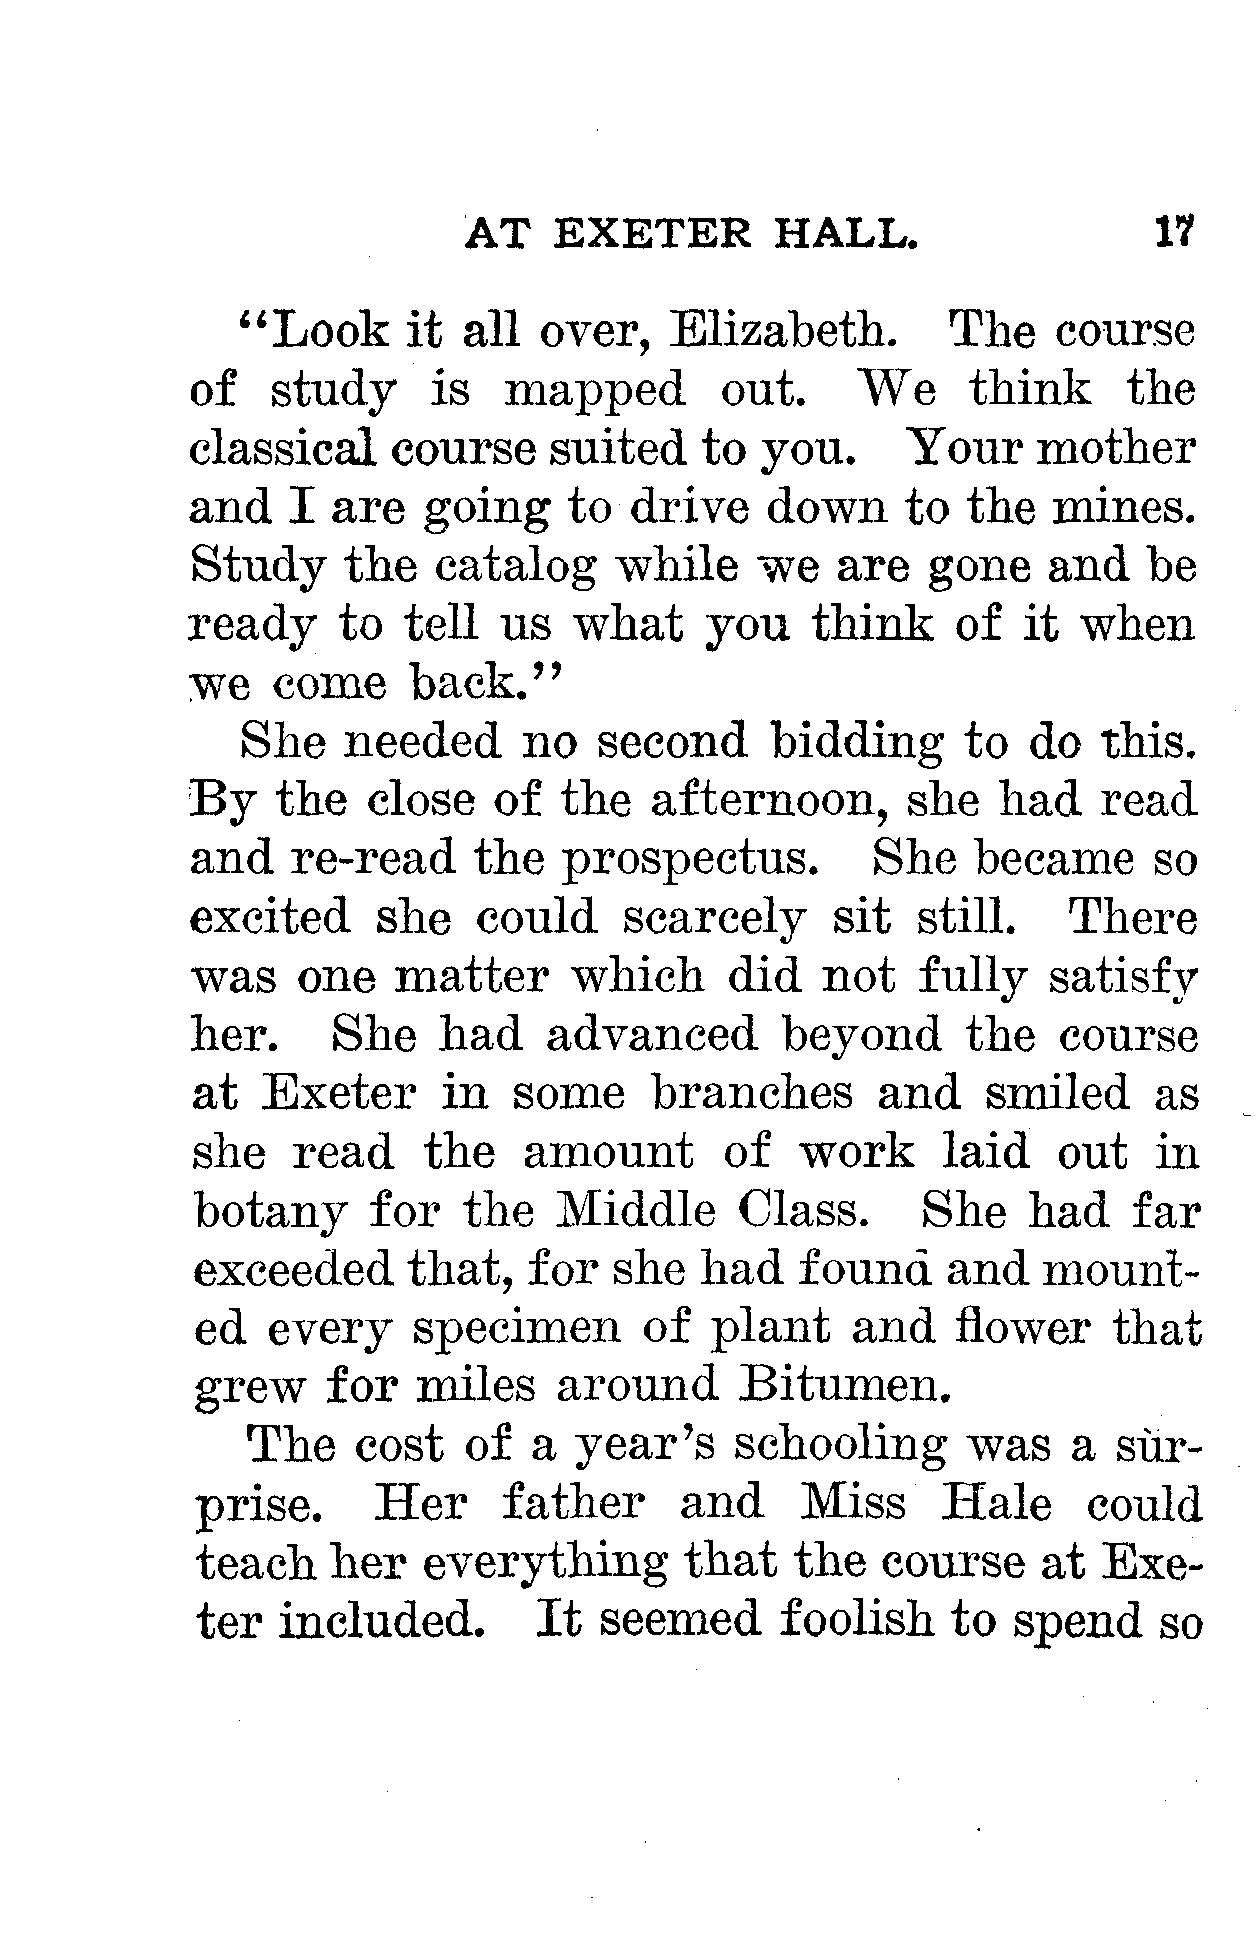 AT EXETER HALL. 17
“Look it all over, Elizabeth. The course
of study is mapped out. We think the
classical course suited to you. Your mother
and I are going to drive down to the mines.
Study the catalog while we are gone and be
ready to tell us what you think of it when
we come back.”
She needed no second bidding to do this.
By the close of the afternoon, she had read
and re-read the prospectus. She became so
excited she could scarcely sit still. There
was one matter which did not fully satisfy
her. She had advanced beyond the course
at Exeter in some branches and smiled as
she read the amount of work laid out in
botany for the Middle Class. She had far
exceeded that, for she had found and mount-
ed every specimen of plant and flower that
grew for miles around Bitumen.
The cost of a year’s schooling was a sur-
prise. Her father and Miss Hale could
teach her everything that the course at Exe-
ter included. It seemed foolish to spend so